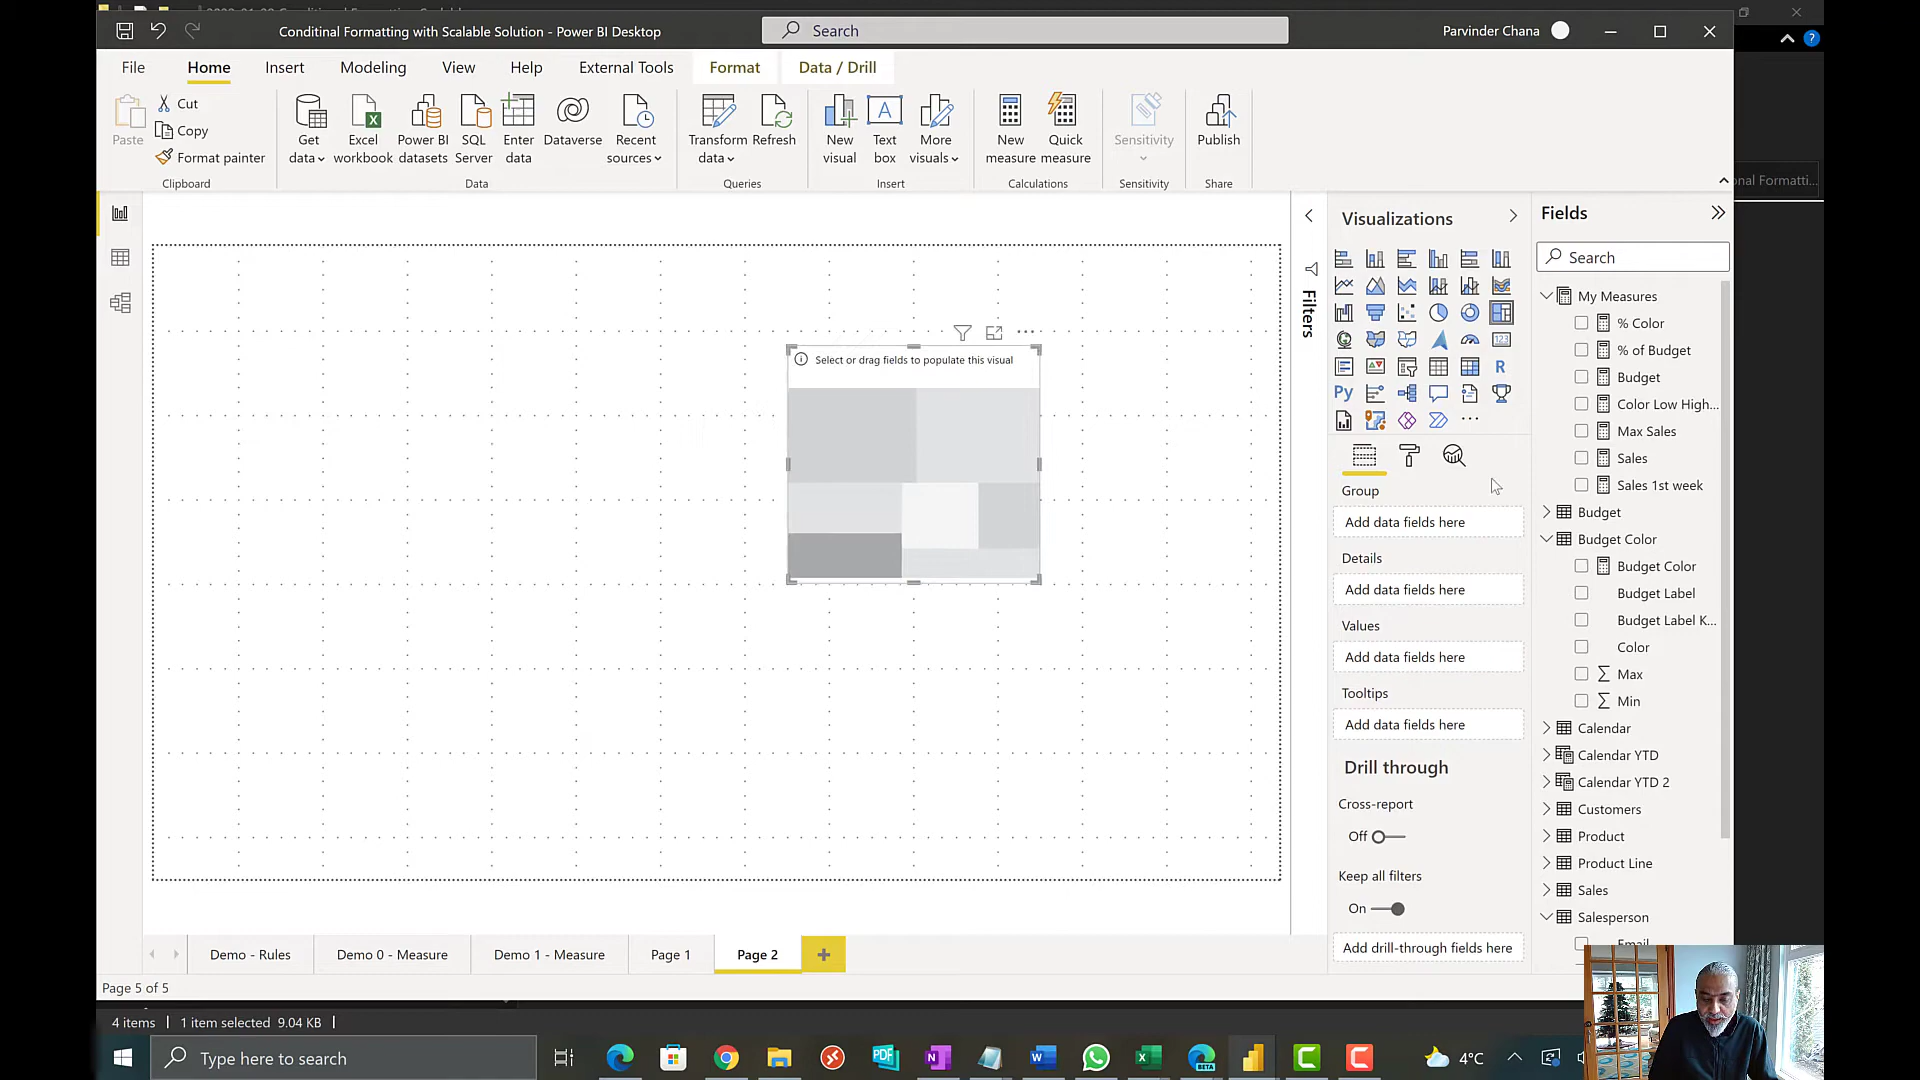 Conditinal Formatting with Scalable Solution - Power BI Desktop
Search
Parvinder Chana
File
Home
Insert
Modeling
View
Help
External Tools
Format
Data / Drill
Paste
Cut
Copy
Format painter
Clipboard
Get data
Excel workbook
Power BI datasets
SQL Server
Enter data
Dataverse
Recent sources
Data
Transform data
Refresh
Queries
New visual
Text box
More visuals
Insert
New measure
Quick measure
Calculations
Sensitivity
Sensitivity
Publish
Share
onal Formatti...
Select or drag fields to populate this visual
Filters
Visualizations
R
Py
123
Group
Add data fields here
Details
Add data fields here
Values
Add data fields here
Tooltips
Add data fields here
Drill through
Cross-report
Off
Keep all filters
On
Add drill-through fields here
Fields
Search
My Measures
% Color
% of Budget
Budget
Color Low High...
Max Sales
Sales
Sales 1st week
Budget
Budget Color
Budget Color
Budget Label
Budget Label K...
Color
Max
Min
Calendar
Calendar YTD
Calendar YTD 2
Customers
Product
Product Line
Sales
Salesperson
Email
Demo - Rules
Demo 0 - Measure
Demo 1 - Measure
Page 1
Page 2
Page 5 of 5
4 items
1 item selected 9.04 KB
Type here to search
4°C